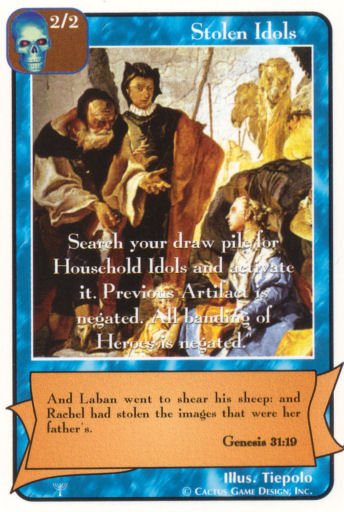 2/2
Stolen Idols
Search your draw pile for
Household Idols and activate
it. Previous Artifact is
negated. All banding of
Heroes is negated."
And Laban went to shear his sheep: and
Rachel had stolen the images that were her
father's.
Genesis 31:19
Illus. Tiepolo
© Cactus Game Design, Inc.